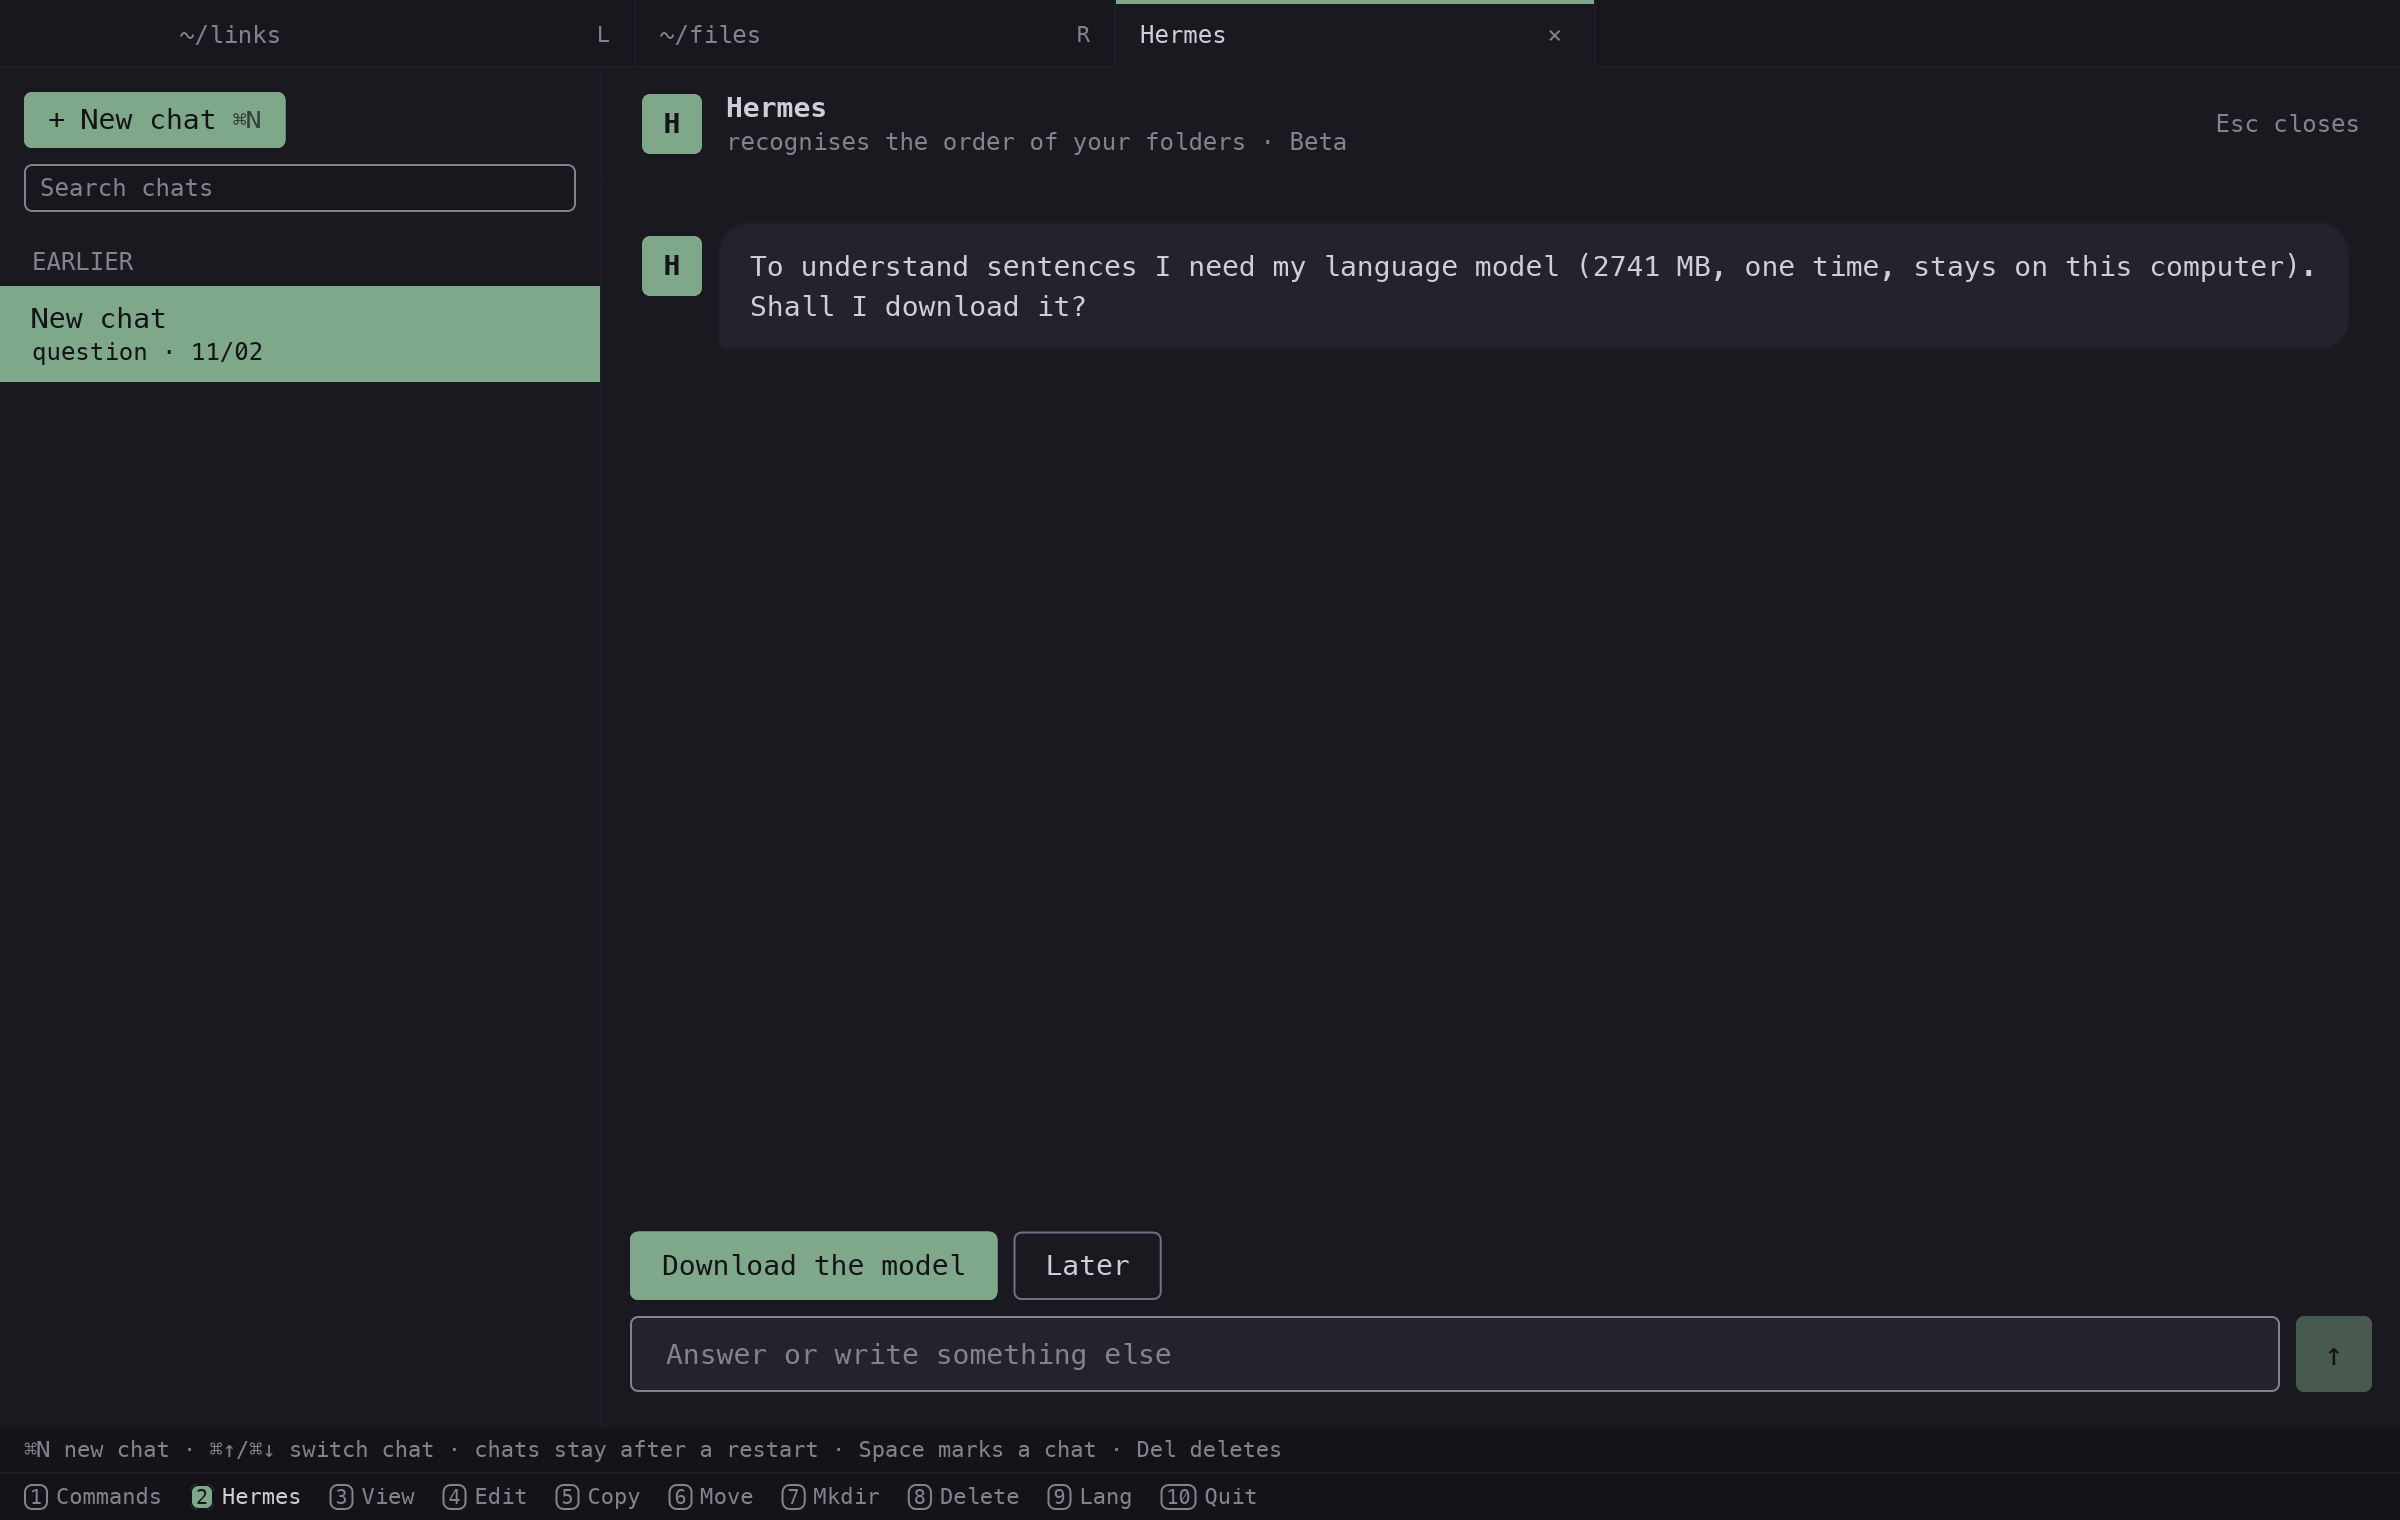 ~/links L ~/files R Hermes ×
+ New chat ⌘N
Search chats
EARLIER
New chat
question · 11/02
H Hermes
recognises the order of your folders · Beta
Esc closes
H To understand sentences I need my language model (2741 MB, one time, stays on this computer).
Shall I download it?
Download the model Later
Answer or write something else ↑
⌘N new chat · ⌘↑/⌘↓ switch chat · chats stay after a restart · Space marks a chat · Del deletes
1 Commands 2 Hermes 3 View 4 Edit 5 Copy 6 Move 7 Mkdir 8 Delete 9 Lang 10 Quit